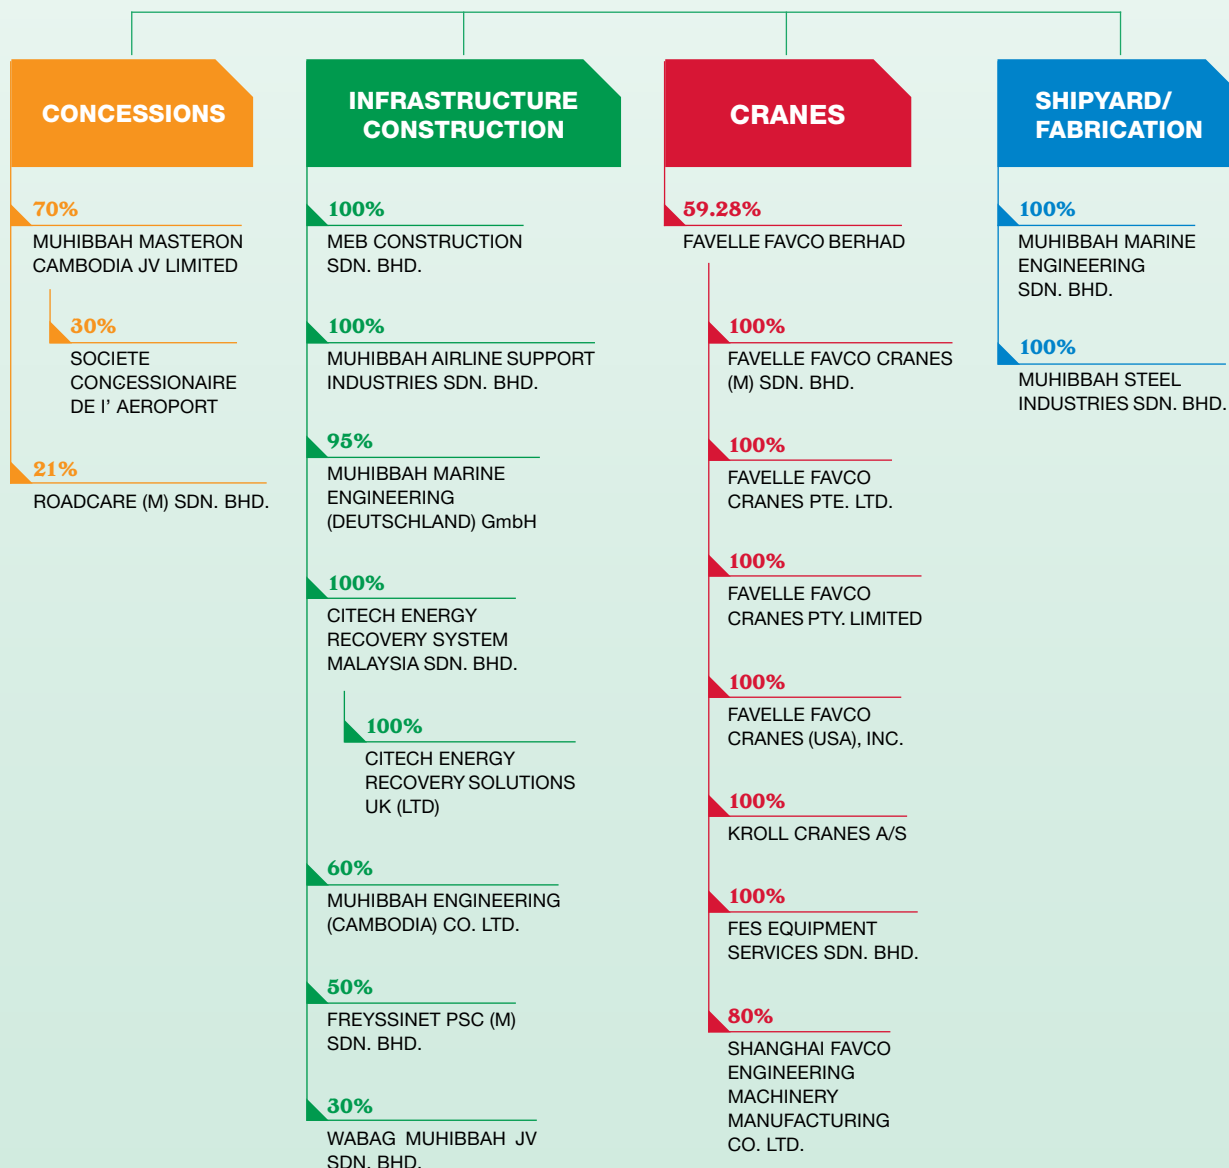 CONCESSIONS
70%
MUHIBBAH MASTERON
CAMBODIA JV LIMITED
30%
SOCIETE
CONCESSIONAIRE
DE l' AEROPORT
21%
ROADCARE (M) SDN. BHD.
INFRASTRUCTURE
CONSTRUCTION
100%
MEB CONSTRUCTION
SDN. BHD.
100%
MUHIBBAH AIRLINE SUPPORT
INDUSTRIES SDN. BHD.
95%
MUHIBBAH MARINE
ENGINEERING
(DEUTSCHLAND) GmbH
100%
CITECH ENERGY
RECOVERY SYSTEM
MALAYSIA SDN. BHD.
100%
CITECH ENERGY
RECOVERY SOLUTIONS
UK (LTD)
60%
MUHIBBAH ENGINEERING
(CAMBODIA) CO. LTD.
50%
FREYSSINET PSC (M)
SDN. BHD.
30%
WABAG MUHIBBAH JV
SDN. BHD.
CRANES
59.28%
FAVELLE FAVCO BERHAD
100%
FAVELLE FAVCO CRANES
(M) SDN. BHD.
100%
FAVELLE FAVCO
CRANES PTE. LTD.
100%
FAVELLE FAVCO
CRANES PTY. LIMITED
100%
FAVELLE FAVCO
CRANES (USA), INC.
100%
KROLL CRANES A/S
100%
FES EQUIPMENT
SERVICES SDN. BHD.
80%
SHANGHAI FAVCO
ENGINEERING
MACHINERY
MANUFACTURING
CO. LTD.
SHIPYARD/
FABRICATION
100%
MUHIBBAH MARINE
ENGINEERING
SDN. BHD.
100%
MUHIBBAH STEEL
INDUSTRIES SDN. BHD.